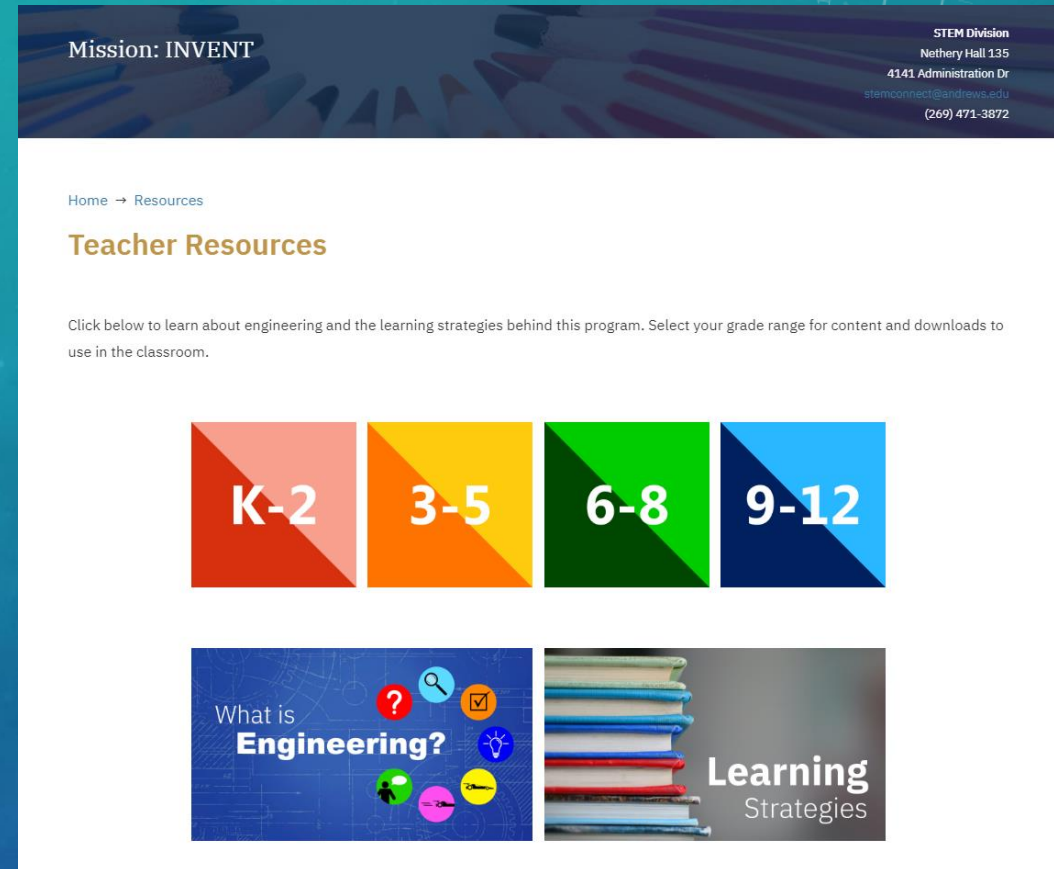 Mission: INVENT
STEM Division
Nethery Hall 135
4141 Administration Dr
stemconnect@andrews.edu
(269) 471-3872
Home → Resources
Teacher Resources
Click below to learn about engineering and the learning strategies behind this program. Select your grade range for content and downloads to
use in the classroom.
K-2
3-5
6-8
9-12
What is
Engineering?
?
Learning
Strategies